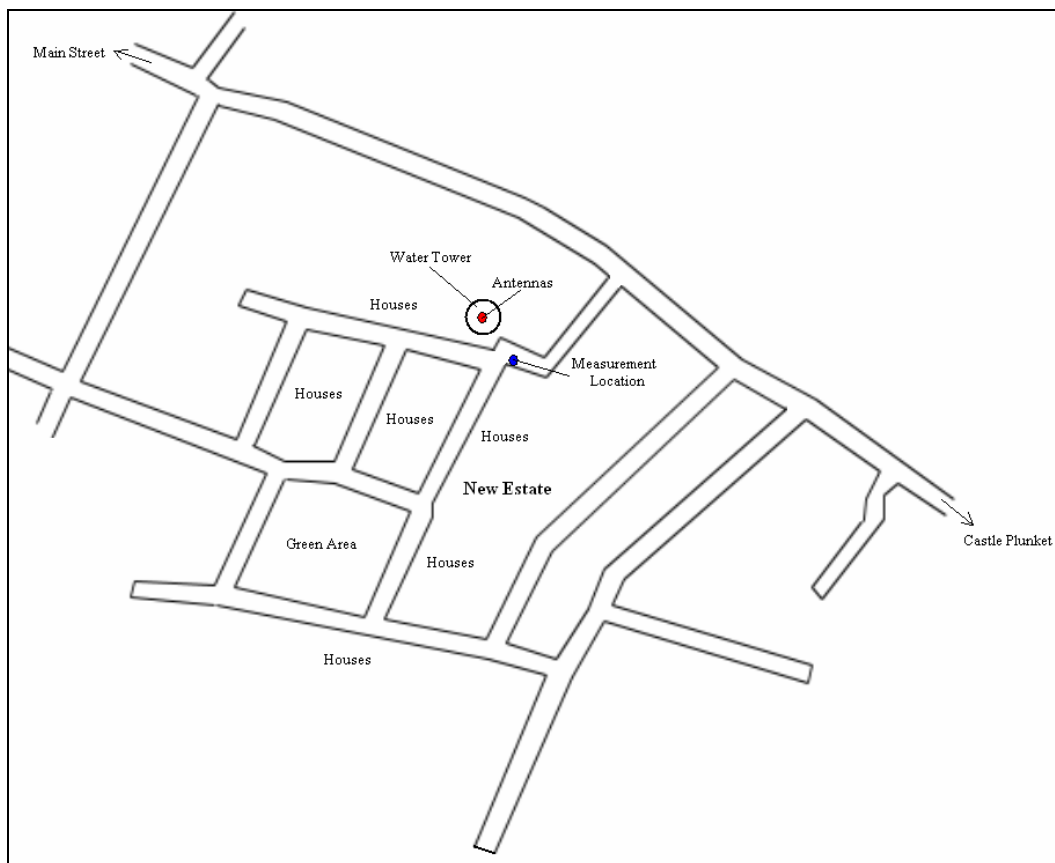 Main Street
Water Tower
Antennas
Houses
Measurement
Location
Houses
Houses
Houses
New Estate
Castle Plunket
Green Area
Houses
Houses